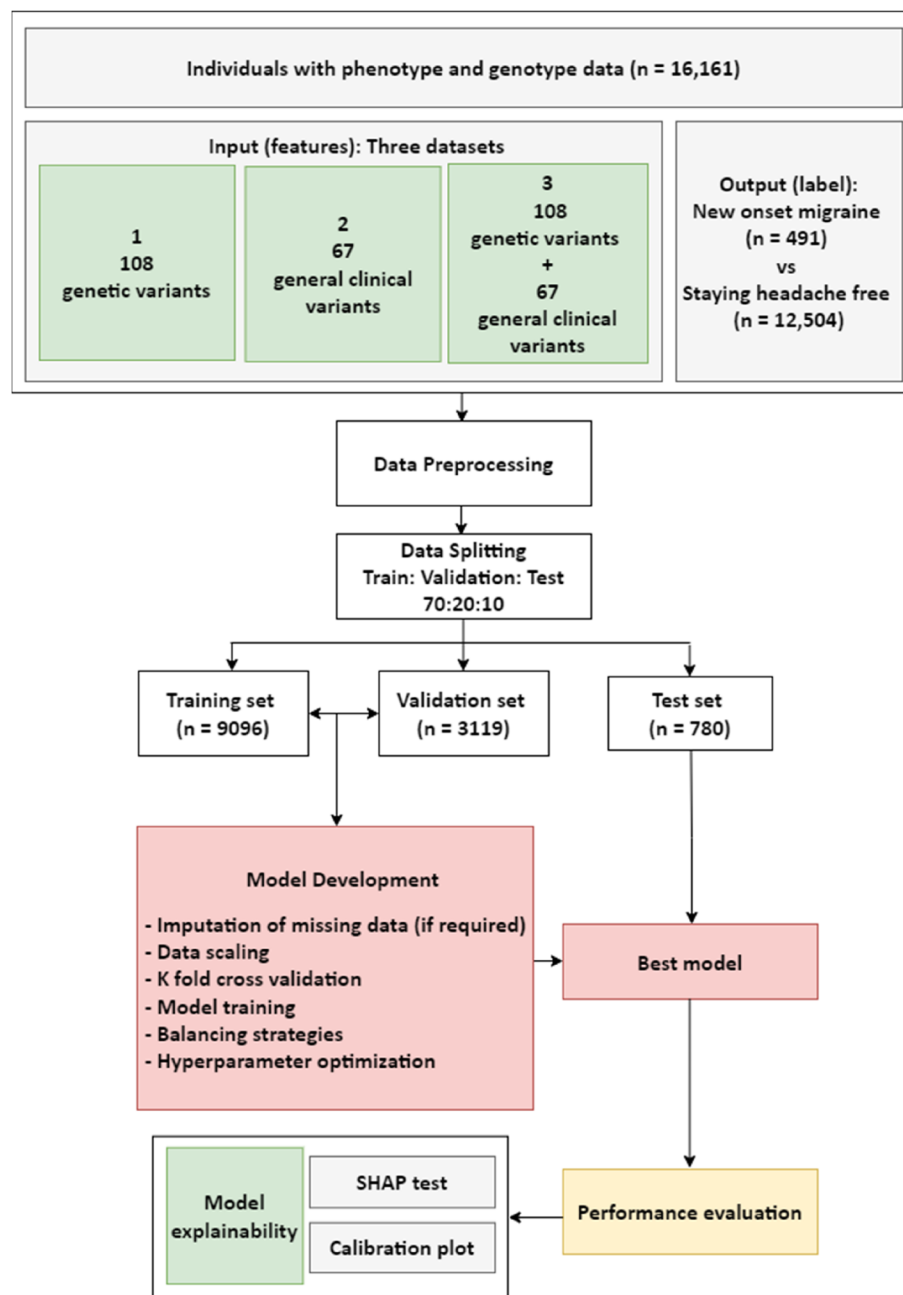 Individuals with phenotype and genotype data (n = 16,161)
Input (features): Three datasets
1
108
genetic variants
2
67
general clinical
variants
3
108
genetic variants
+
67
general clinical
variants
Output (label):
New onset migraine
(n = 491)
vs
Staying headache free
(n = 12,504)
Data Preprocessing
Data Splitting
Train: Validation: Test
70:20:10
Training set
(n = 9096)
Validation set
(n = 3119)
Test set
(n = 780)
Model Development
- Imputation of missing data (if required)
- Data scaling
- K fold cross validation
- Model training
- Balancing strategies
- Hyperparameter optimization
Best model
Performance evaluation
Model
explainability
SHAP test
Calibration plot